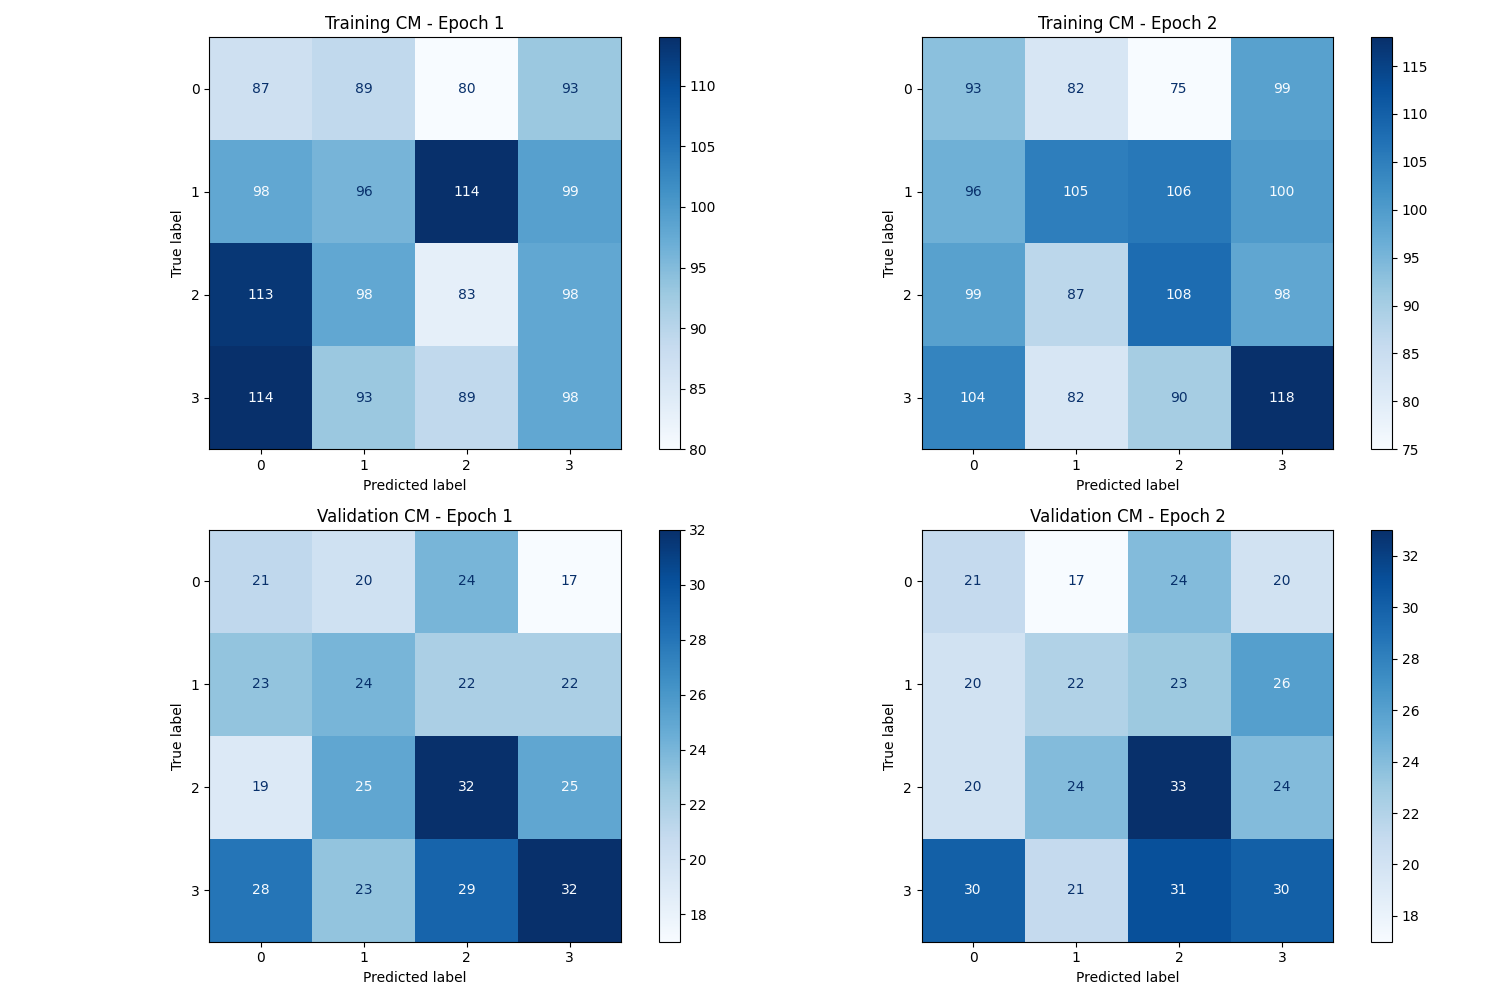 Training CM - Epoch 1
0 87 89 80 93
1 98 96 114 99
2 113 98 83 98
3 114 93 89 98
0 1 2 3
Predicted label
True label
110
105
100
95
90
85
80
Training CM - Epoch 2
0 93 82 75 99
1 96 105 106 100
2 99 87 108 98
3 104 82 90 118
0 1 2 3
Predicted label
True label
115
110
105
100
95
90
85
80
75
Validation CM - Epoch 1
0 21 20 24 17
1 23 24 22 22
2 19 25 32 25
3 28 23 29 32
0 1 2 3
Predicted label
True label
32
30
28
26
24
22
20
18
Validation CM - Epoch 2
0 21 17 24 20
1 20 22 23 26
2 20 24 33 24
3 30 21 31 30
0 1 2 3
Predicted label
True label
32
30
28
26
24
22
20
18